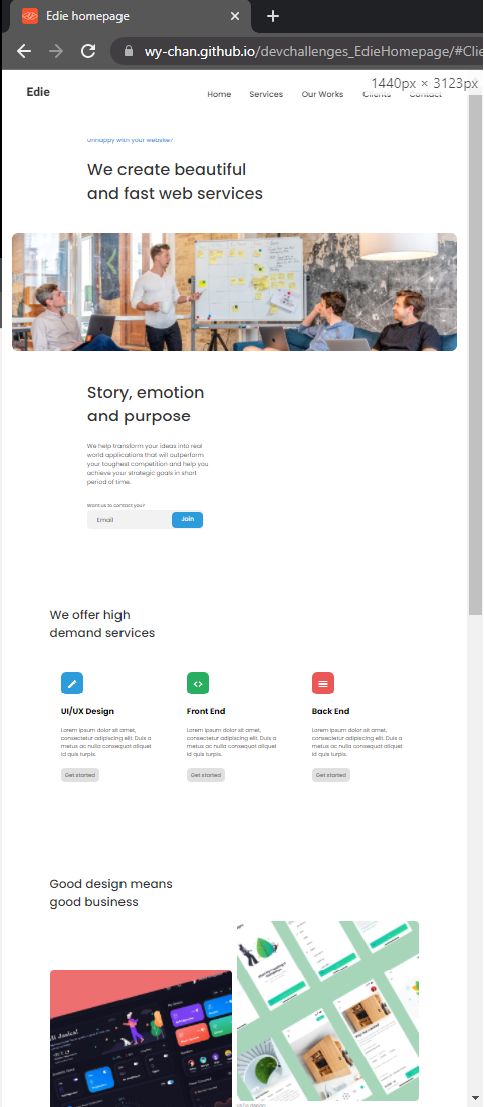 Edie homepage
wy-chan.github.io/devchallenges_EdieHomepage/#Clie
1440px × 3123px
Edie
Home Services Our Works Clients Contact
Unhappy with your website?
We create beautiful
and fast web services
Story, emotion
and purpose
We help transform your ideas into real
world applications that will outperform
your toughest competition and help you
achieve your strategic goals in short
period of time.
Want us to contact you?
Email Join
We offer high
demand services
UI/UX Design Front End Back End
Lorem ipsum dolor sit amet, Lorem ipsum dolor sit amet, Lorem ipsum dolor sit amet,
consectetur adipiscing elit. Duis a consectetur adipiscing elit. Duis a consectetur adipiscing elit. Duis a
metus ac nulla consequat aliquet metus ac nulla consequat aliquet metus ac nulla consequat aliquet
id quis turpis. id quis turpis. id quis turpis.
Get started Get started Get started
Good design means
good business